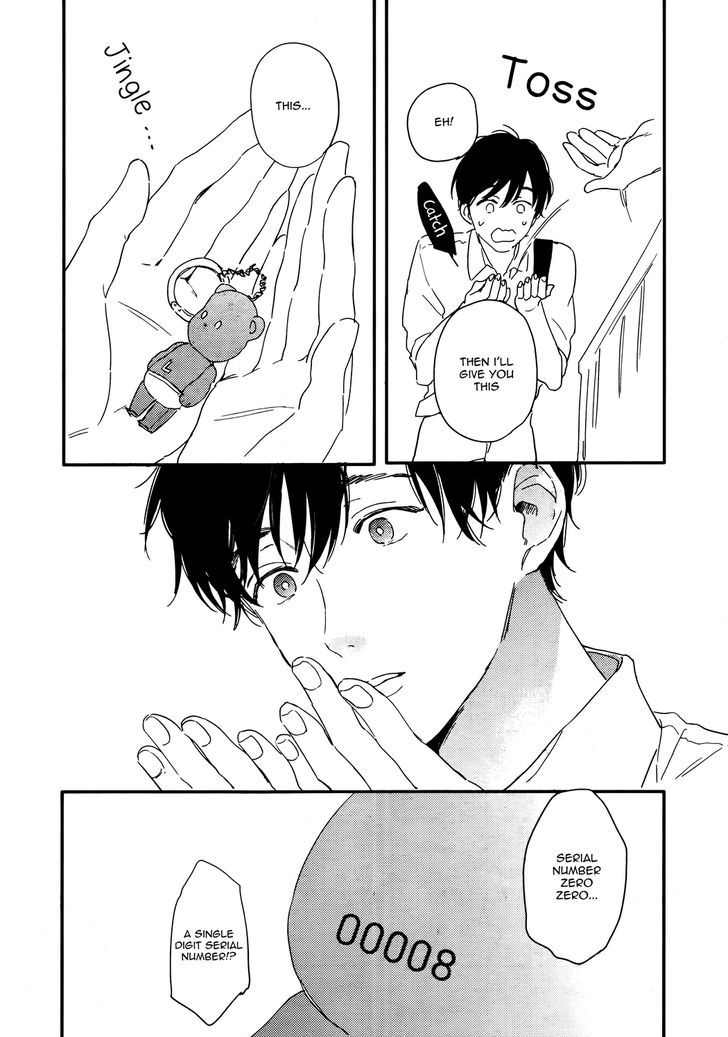 Toss
EH!
Catch
THEN I'LL
GIVE YOU
THIS
THIS...
Jingle...
L
SERIAL
NUMBER
ZERO
ZERO...
00008
A SINGLE
DIGIT SERIAL
NUMBER!?